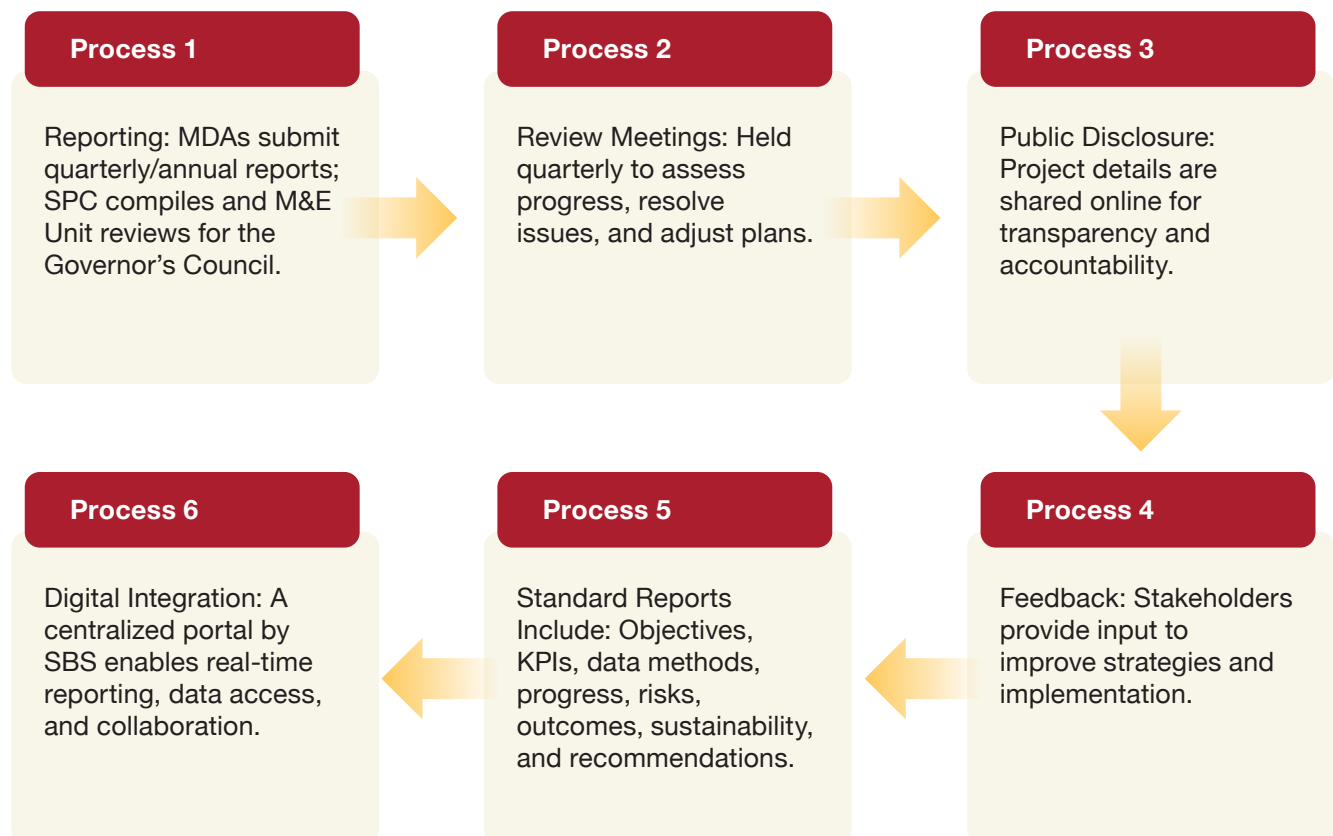 Process 1
Reporting: MDAs submit
quarterly/annual reports;
SPC compiles and M&E
Unit reviews for the
Governor’s Council.
Process 2
Review Meetings: Held
quarterly to assess
progress, resolve
issues, and adjust plans.
Process 3
Public Disclosure:
Project details are
shared online for
transparency and
accountability.
Process 4
Feedback: Stakeholders
provide input to
improve strategies and
implementation.
Process 5
Standard Reports
Include: Objectives,
KPIs, data methods,
progress, risks,
outcomes, sustainability,
and recommendations.
Process 6
Digital Integration: A
centralized portal by
SBS enables real-time
reporting, data access,
and collaboration.